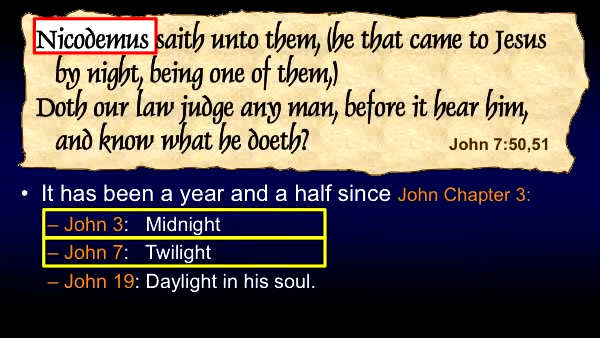 Nicodemus saith unto them, (he that came to Jesus
by night, being one of them,)
Doth our law judge any man, before it hear him,
and know what he doeth?
John 7:50,51
• It has been a year and a half since John Chapter 3:
– John 3: Midnight
– John 7: Twilight
– John 19: Daylight in his soul.